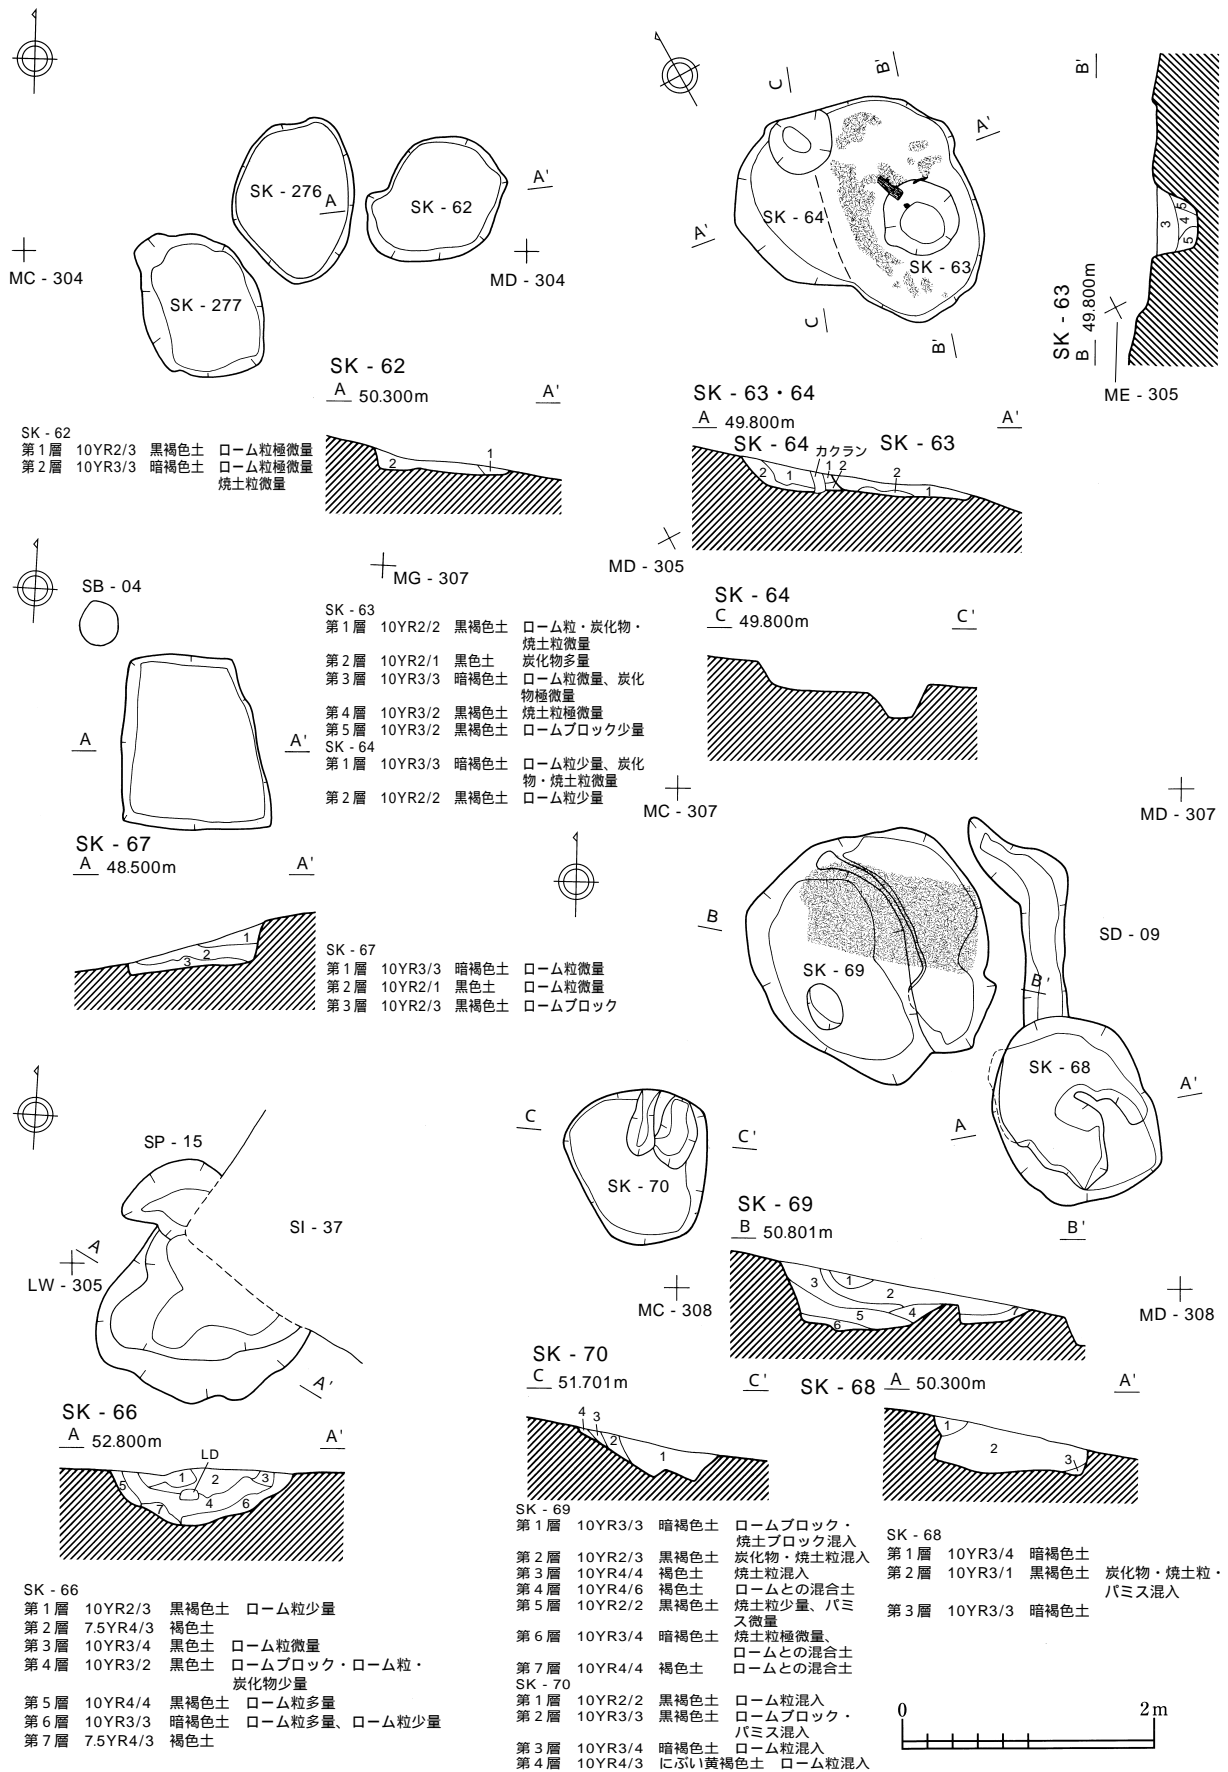 SK - 276
A
SK - 62
A'
MC - 304
MD - 304
SK - 277
SK - 62
A 50.300m A'
SK - 62
第1層 10YR2/3 黒褐色土 ローム粒極微量
第2層 10YR3/3 暗褐色土 ローム粒極微量
焼土粒微量
1
2
C
B'
A'
SK - 64
A'
SK - 63
C
B'
B'
3
5
4
5
SK - 63
B 49.800m
ME - 305
SK - 63・64
A 49.800m A'
SK - 64 カクラン SK - 63
2 1 1 2 2 1
MD - 305
SK - 64
C 49.800m C'
SB - 04
MG - 307
A A'
SK - 63
第1層 10YR2/2 黒褐色土 ローム粒・炭化物・
焼土粒微量
第2層 10YR2/1 黒色土 炭化物多量
第3層 10YR3/3 暗褐色土 ローム粒微量、炭化
物極微量
第4層 10YR3/2 黒褐色土 焼土粒極微量
第5層 10YR3/2 黒褐色土 ロームブロック少量
SK - 64
第1層 10YR3/3 暗褐色土 ローム粒少量、炭化
物・焼土粒微量
第2層 10YR2/2 黒褐色土 ローム粒少量
SK - 67
A 48.500m A'
1
2
3
SK - 67
第1層 10YR3/3 暗褐色土 ローム粒微量
第2層 10YR2/1 黒色土 ローム粒微量
第3層 10YR2/3 黒褐色土 ロームブロック
MC - 307
MD - 307
B
SK - 69
SD - 09
B'
SK - 68
A'
A
B'
C
C'
SK - 70
SP - 15
SI - 37
A
LW - 305
A'
SK - 69
B 50.801m
3 1 2 5 4 6 7
MC - 308
MD - 308
SK - 66
A 52.800m A'
LD
5 1 2 3 7 4 6
SK - 70
C 51.701m C'
4 3 2 1
SK - 68 A 50.300m A'
1
2
3
SK - 66
第1層 10YR2/3 黒褐色土 ローム粒少量
第2層 7.5YR4/3 褐色土
第3層 10YR3/4 黒色土 ローム粒微量
第4層 10YR3/2 黒色土 ロームブロック・ローム粒・
炭化物少量
第5層 10YR4/4 黒褐色土 ローム粒多量
第6層 10YR3/3 暗褐色土 ローム粒多量、ローム粒少量
第7層 7.5YR4/3 褐色土
SK - 69
第1層 10YR3/3 暗褐色土 ロームブロック・
焼土ブロック混入
第2層 10YR2/3 黒褐色土 炭化物・焼土粒混入
第3層 10YR4/4 褐色土 焼土粒混入
第4層 10YR4/6 褐色土 ロームとの混合土
第5層 10YR2/2 黒褐色土 焼土粒少量、パミ
ス微量
第6層 10YR3/4 暗褐色土 焼土粒極微量、
ロームとの混合土
第7層 10YR4/4 褐色土 ロームとの混合土
SK - 70
第1層 10YR2/2 黒褐色土 ローム粒混入
第2層 10YR3/3 黒褐色土 ロームブロック・
パミス混入
第3層 10YR3/4 暗褐色土 ローム粒混入
第4層 10YR4/3 にぶい黄褐色土 ローム粒混入
SK - 68
第1層 10YR3/4 暗褐色土
第2層 10YR3/1 黒褐色土 炭化物・焼土粒・
パミス混入
第3層 10YR3/3 暗褐色土
0 2m